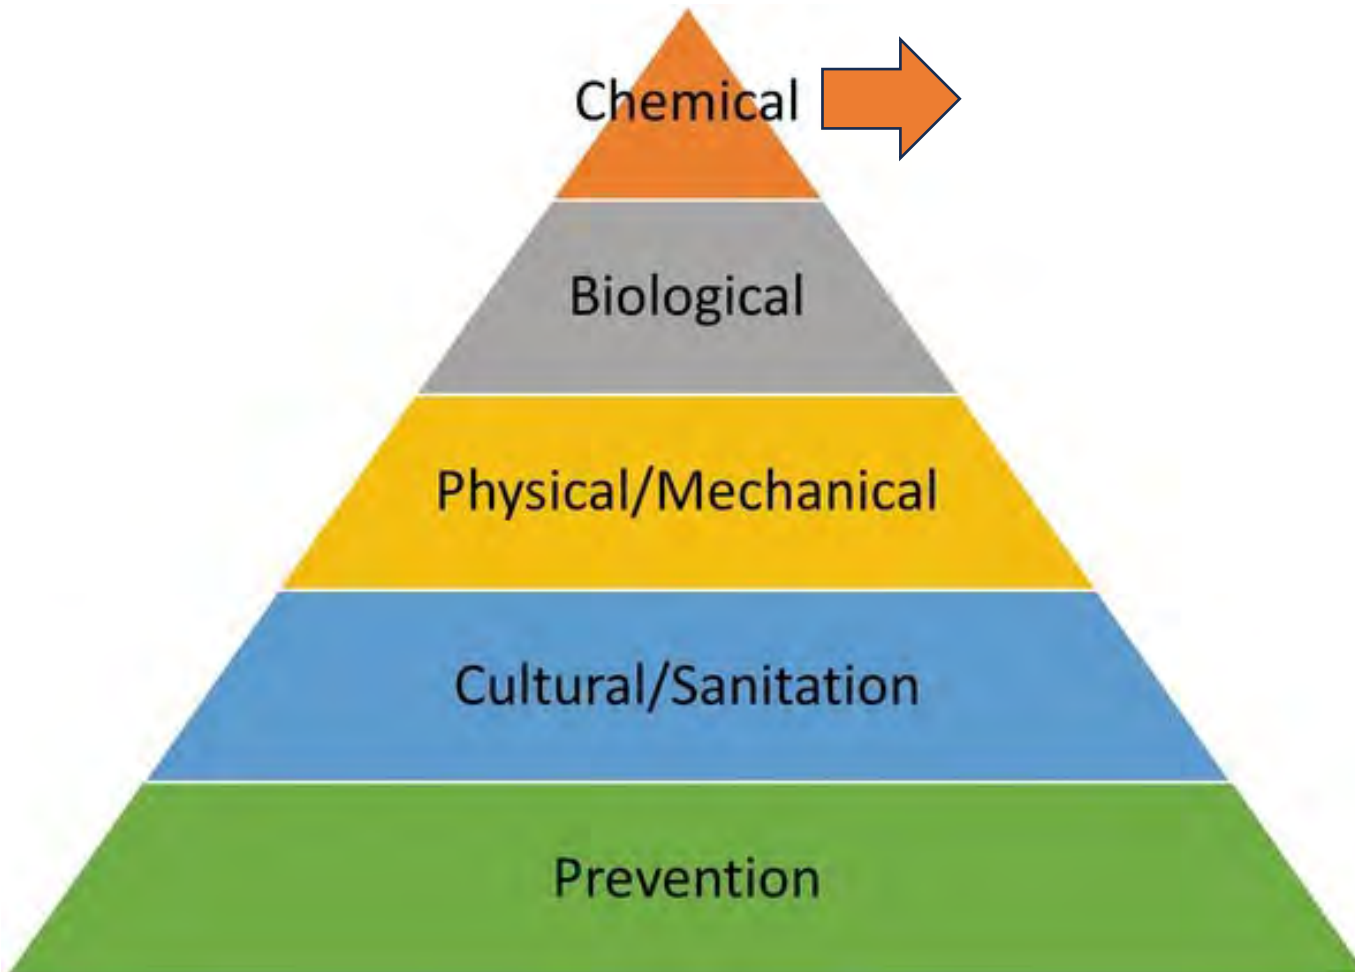 Chemical
Biological
Physical/Mechanical
Cultural/Sanitation
Prevention